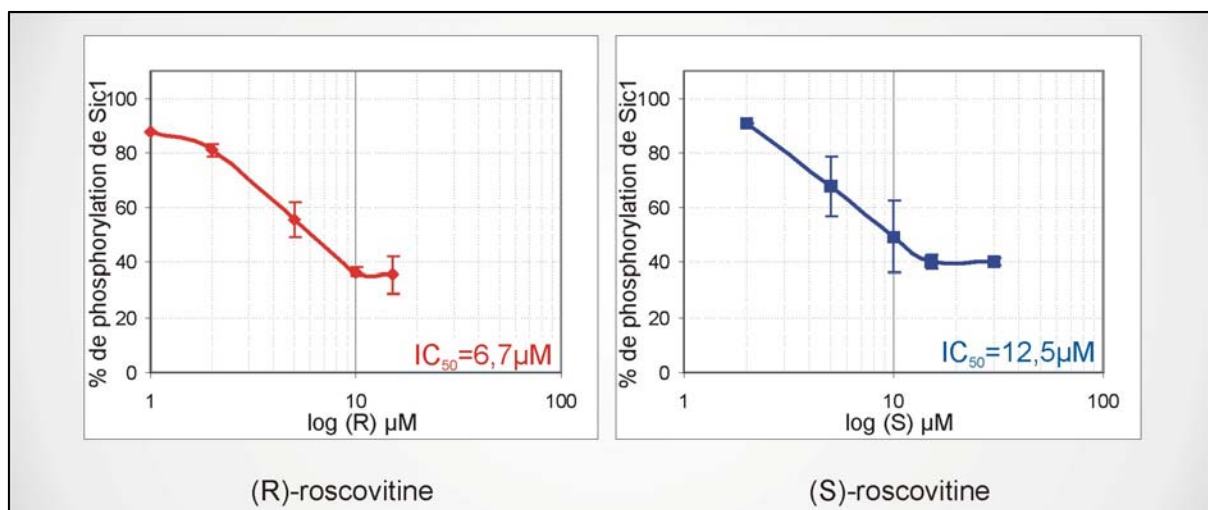 % de phosphorylation de Sic1
100
80
60
40
20
0
1
10
100
log (R) µM
IC50=6,7µM
(R)-roscovitine
% de phosphorylation de Sic1
100
80
60
40
20
0
1
10
100
log (S) µM
IC50=12,5µM
(S)-roscovitine